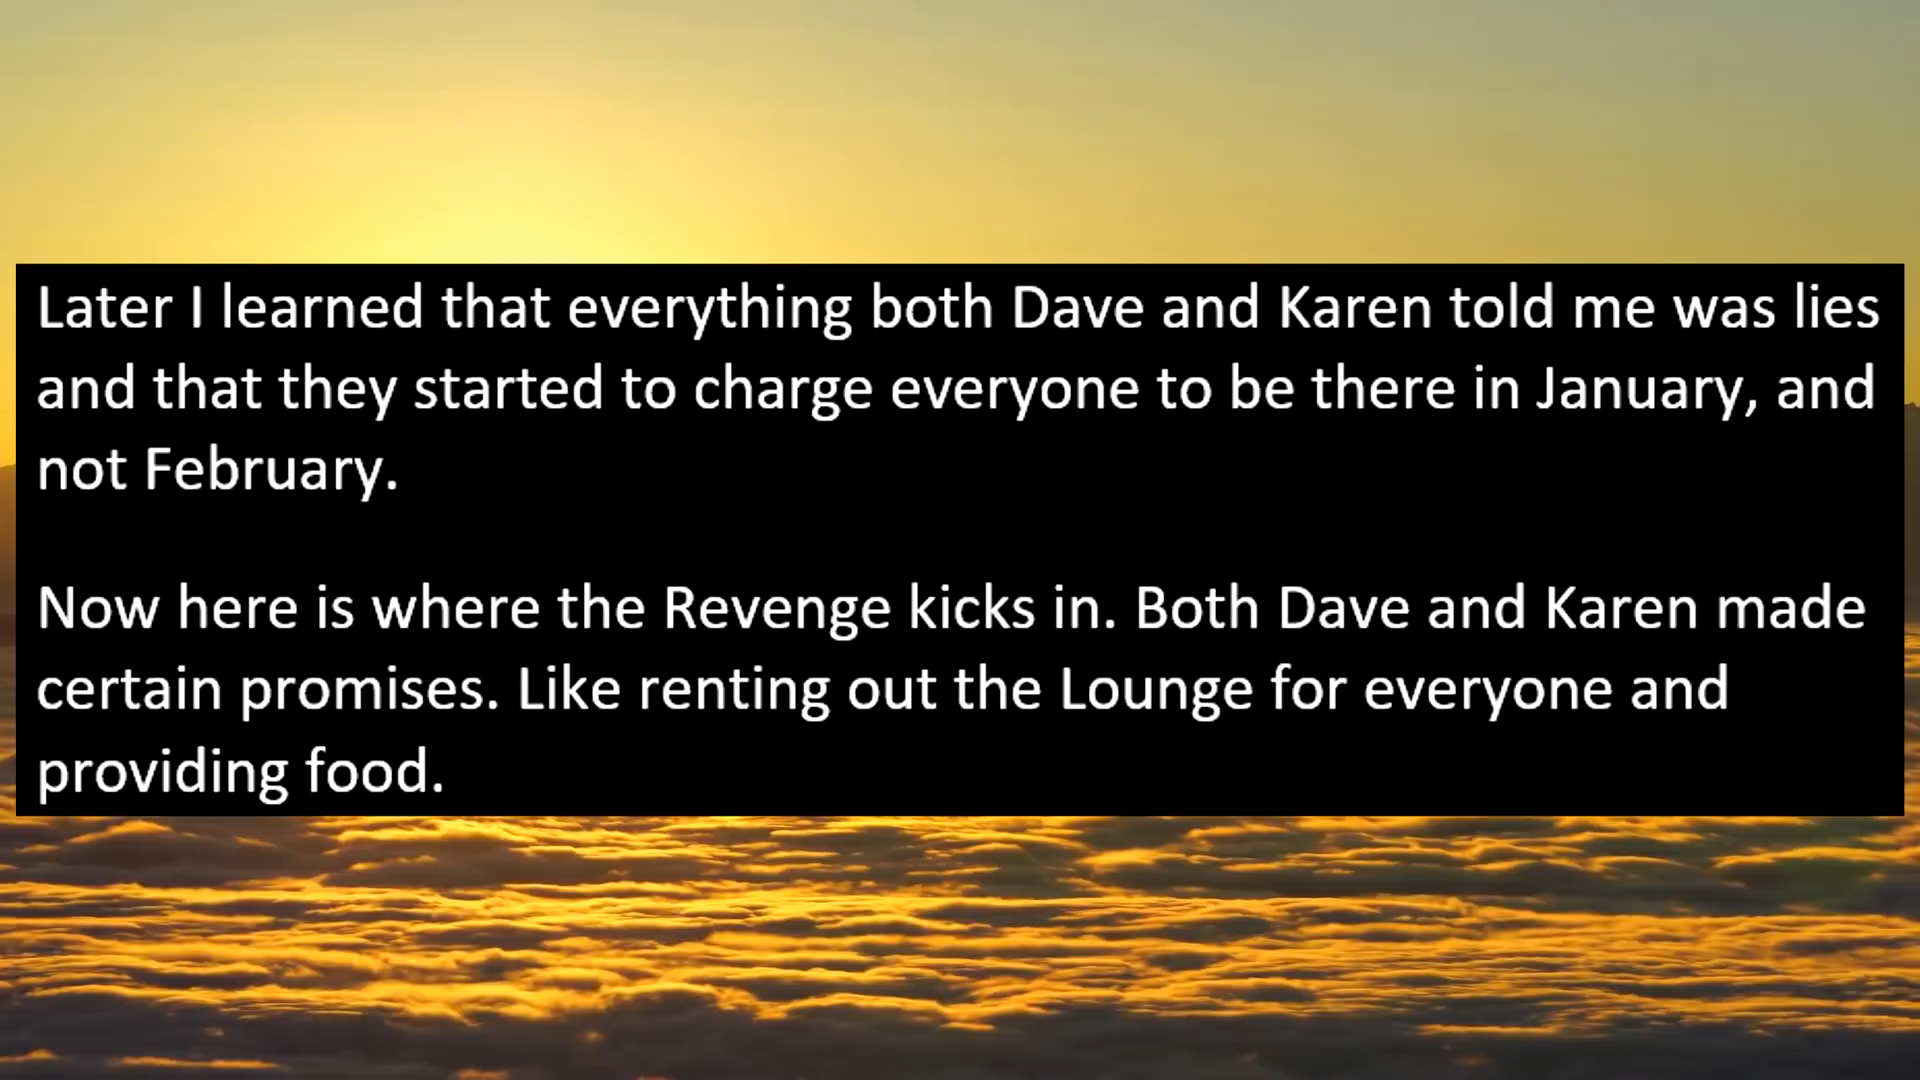 Later I learned that everything both Dave and Karen told me was lies
and that they started to charge everyone to be there in January, and
not February.
Now here is where the Revenge kicks in. Both Dave and Karen made
certain promises. Like renting out the Lounge for everyone and
providing food.